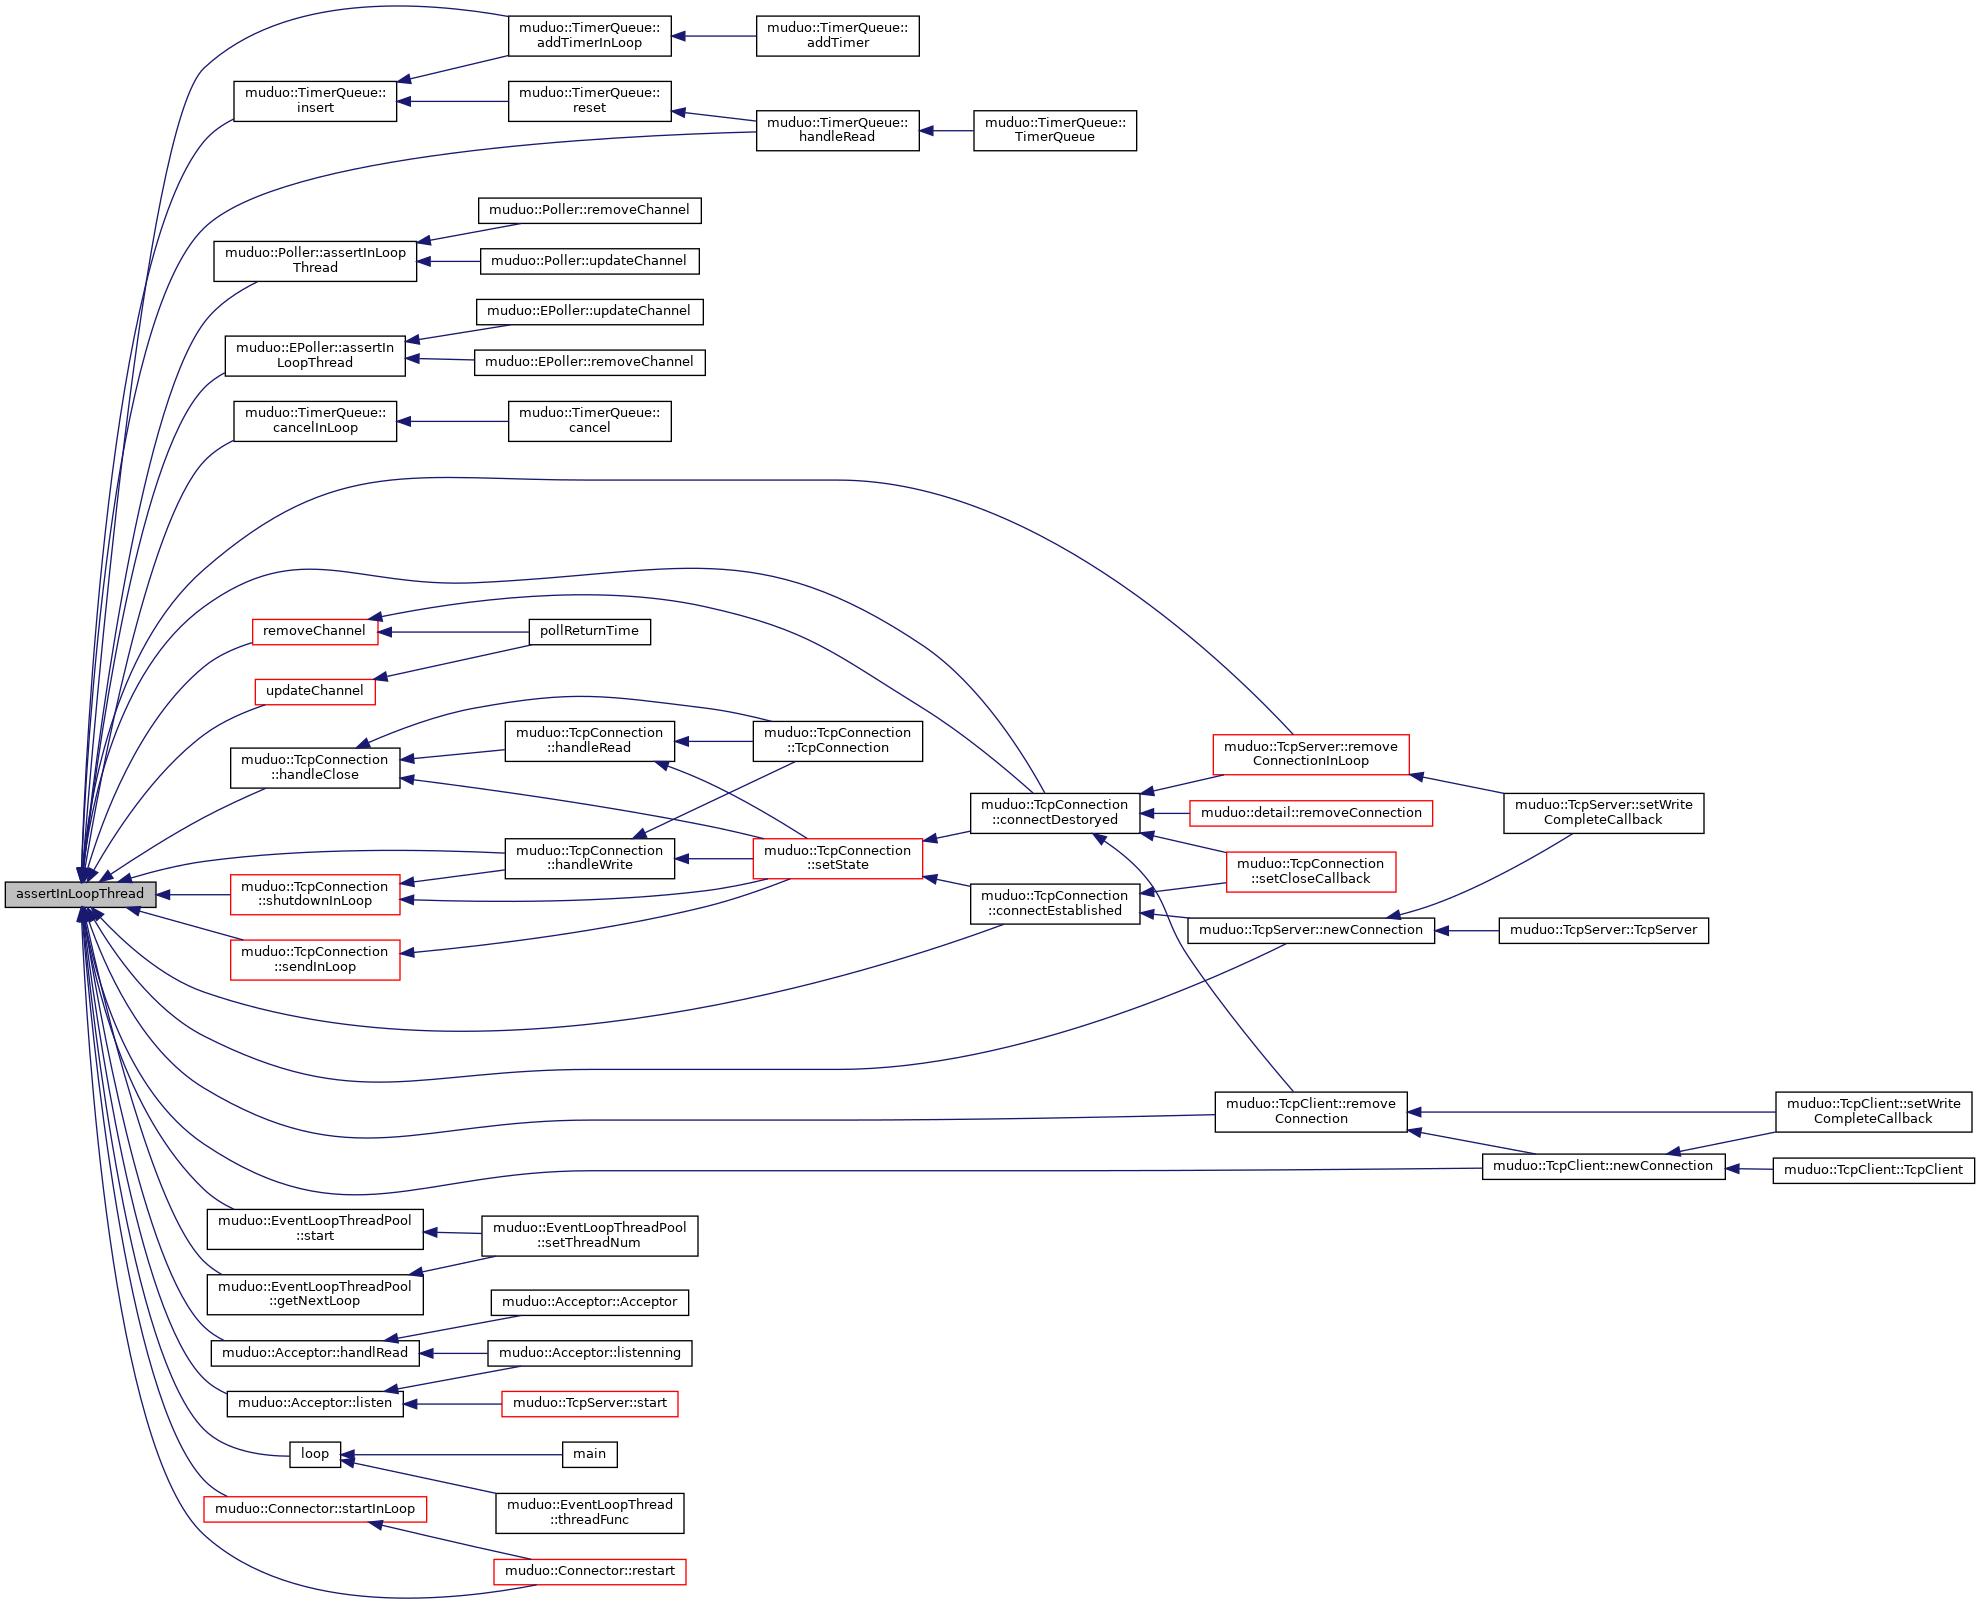 muduo::TimerQueue::
addTimerInLoop
muduo::TimerQueue::
addTimer
muduo::TimerQueue::
insert
muduo::TimerQueue::
reset
muduo::TimerQueue::
handleRead
muduo::TimerQueue::
TimerQueue
muduo::Poller::removeChannel
muduo::Poller::assertInLoop
Thread
muduo::Poller::updateChannel
muduo::EPoller::updateChannel
muduo::EPoller::assertIn
LoopThread
muduo::EPoller::removeChannel
muduo::TimerQueue::
cancelInLoop
muduo::TimerQueue::
cancel
removeChannel
pollReturnTime
updateChannel
muduo::TcpConnection
::handleRead
muduo::TcpConnection
::TcpConnection
muduo::TcpConnection
::handleClose
muduo::TcpServer::remove
ConnectionInLoop
muduo::TcpConnection
::connectDestoryed
muduo::detail::removeConnection
muduo::TcpServer::setWrite
CompleteCallback
muduo::TcpConnection
::handleWrite
muduo::TcpConnection
::setState
muduo::TcpConnection
::setCloseCallback
assertInLoopThread
muduo::TcpConnection
::shutdownInLoop
muduo::TcpConnection
::connectEstablished
muduo::TcpServer::newConnection
muduo::TcpServer::TcpServer
muduo::TcpConnection
::sendInLoop
muduo::TcpClient::remove
Connection
muduo::TcpClient::setWrite
CompleteCallback
muduo::TcpClient::newConnection
muduo::TcpClient::TcpClient
muduo::EventLoopThreadPool
::start
muduo::EventLoopThreadPool
::setThreadNum
muduo::EventLoopThreadPool
::getNextLoop
muduo::Acceptor::Acceptor
muduo::Acceptor::handlRead
muduo::Acceptor::listenning
muduo::Acceptor::listen
muduo::TcpServer::start
loop
main
muduo::Connector::startInLoop
muduo::EventLoopThread
::threadFunc
muduo::Connector::restart